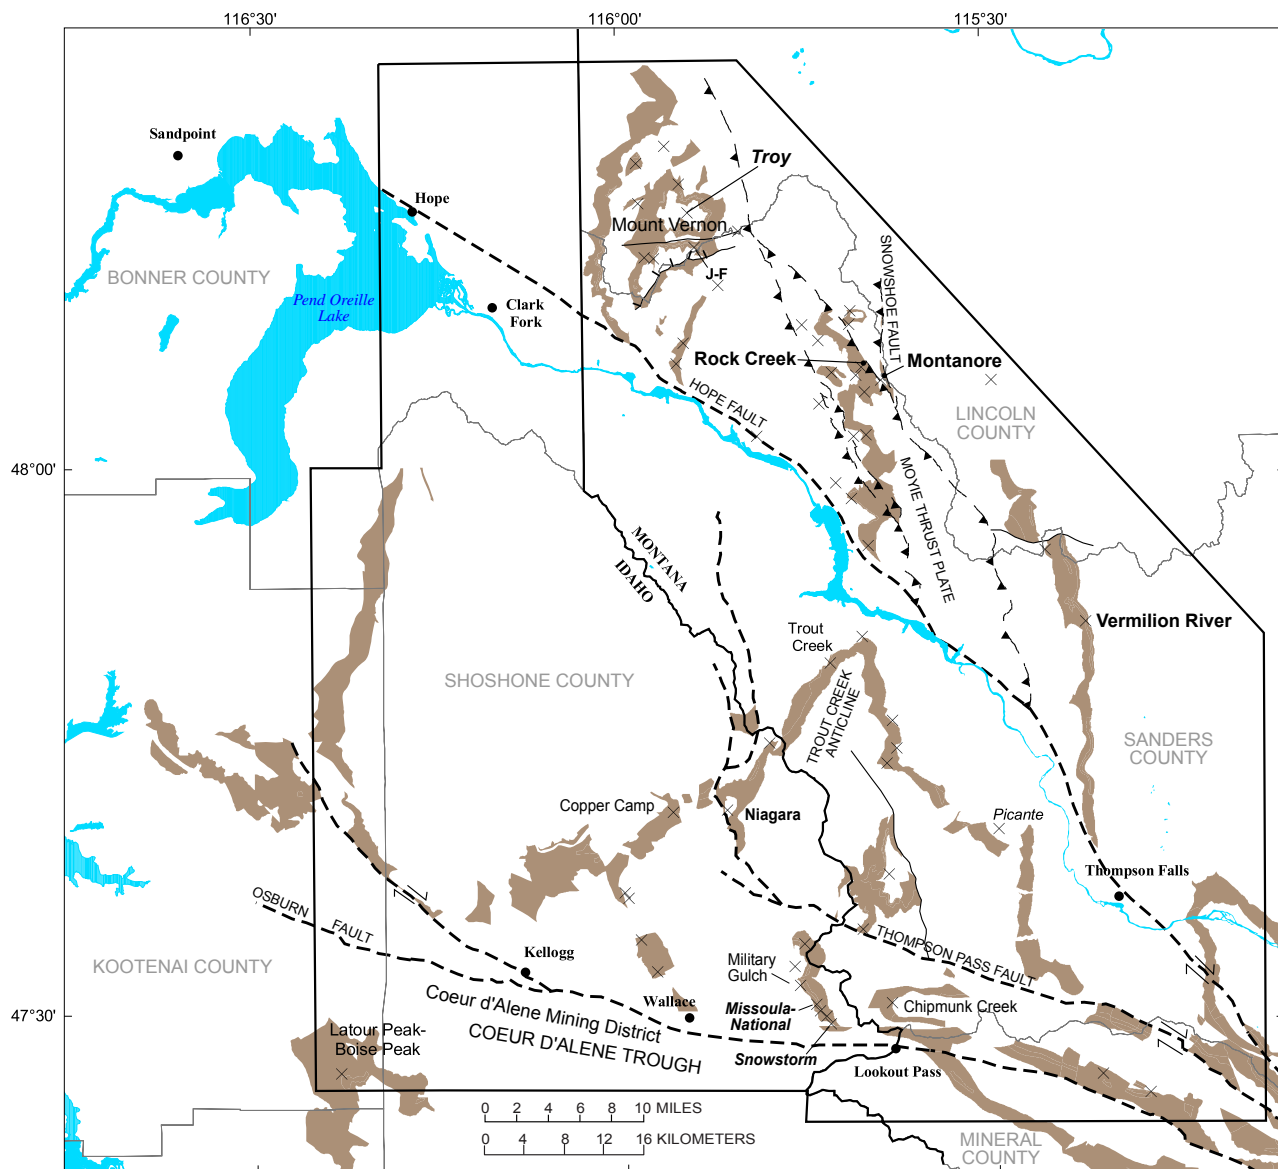 116°30'
116°00'
115°30'
Sandpoint
Troy
Hope
Mount Vernon
BONNER COUNTY
J-F
SNOWSHOE FAULT
Pend Oreille
Lake
Clark
Fork
Rock Creek
Montanore
HOPE FAULT
LINCOLN
COUNTY
48°00'
MOYIE THRUST PLATE
MONTANA
IDAHO
Vermilion River
Trout
Creek
SHOSHONE COUNTY
TROUT CREEK
ANTICLINE
SANDERS
COUNTY
Copper Camp
Niagara
Picante
Thompson Falls
OSBURN FAULT
THOMPSON PASS FAULT
Kellogg
KOOTENAI COUNTY
Military
Gulch
Coeur d'Alene Mining District
Wallace
Missoula-
National
Chipmunk Creek
47°30'
Latour Peak-
Boise Peak
COEUR D'ALENE TROUGH
Snowstorm
Lookout Pass
0 2 4 6 8 10 MILES
0 4 8 12 16 KILOMETERS
MINERAL
COUNTY